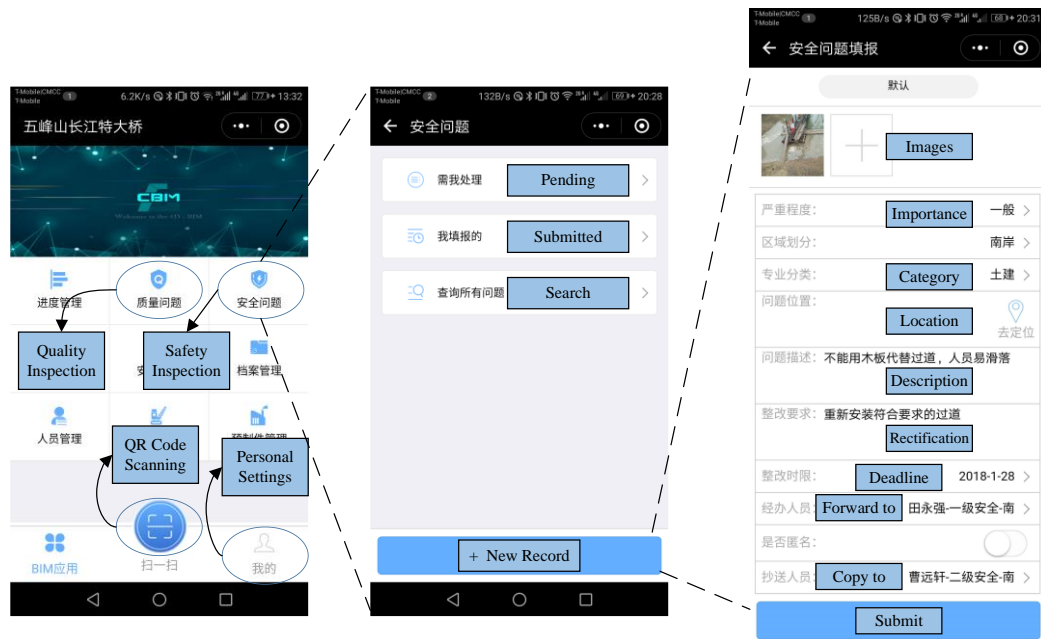 T-Mobile|CMCC 1
T-Mobile
6.2K/s 77 13:32
五峰山长江特大桥
CBIM
进度管理
质量问题
安全问题
Quality
Inspection
Safety
Inspection
档案管理
人员管理
QR Code
Scanning
Personal
Settings
BIM应用
扫一扫
我的
T-Mobile|CMCC 2
T-Mobile
132B/s 69 20:28
安全问题
需我处理
Pending
我填报的
Submitted
查询所有问题
Search
+ New Record
T-Mobile|CMCC 1
T-Mobile
125B/s 68 20:31
安全问题填报
默认
Images
严重程度:
Importance
一般
区域划分:
南岸
专业分类:
Category
土建
问题位置:
Location
去定位
问题描述: 不能用木板代替过道，人员易滑落
Description
整改要求: 重新安装符合要求的过道
Rectification
整改时限:
Deadline
2018-1-28
经办人员:
Forward to
田永强-一级安全-南
是否匿名:
抄送人员:
Copy to
曹远轩-二级安全-南
Submit